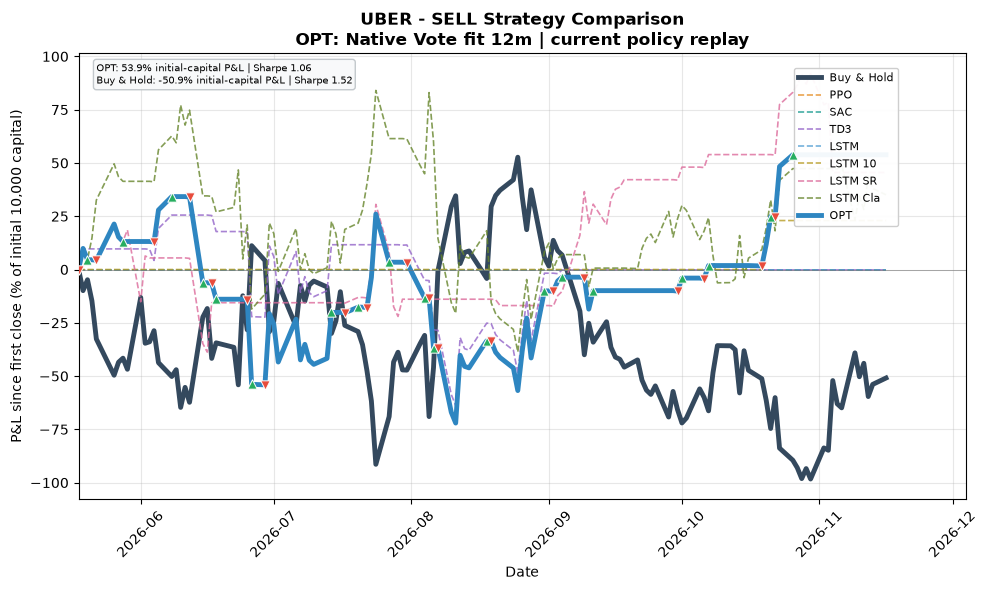 UBER - SELL Strategy Comparison
OPT: Native Vote fit 12m | current policy replay
OPT: 53.9% initial-capital P&L | Sharpe 1.06
Buy & Hold: -50.9% initial-capital P&L | Sharpe 1.52
Buy & Hold
PPO
SAC
TD3
LSTM
LSTM 10
LSTM SR
LSTM Cla
OPT
P&L since first close (% of initial 10,000 capital)
100
75
50
25
0
−25
−50
−75
−100
2026-06
2026-07
2026-08
2026-09
2026-10
2026-11
2026-12
Date